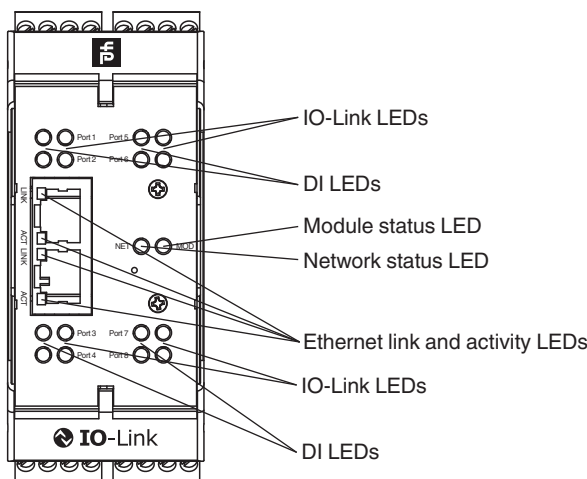 Port 1 Port 5
Port 2 Port 6
IO-Link LEDs
DI LEDs
LINK
ACT
LINK
ACT
NET MOD
Module status LED
Network status LED
Port 3 Port 7
Port 4 Port 8
Ethernet link and activity LEDs
IO-Link LEDs
DI LEDs
IO-Link